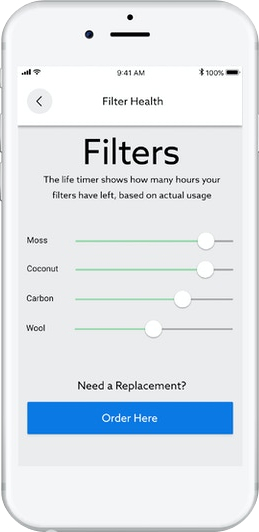 9:41 AM
100%
Filter Health
Filters
The life timer shows how many hours your
filters have left, based on actual usage
Moss
Coconut
Carbon
Wool
Need a Replacement?
Order Here